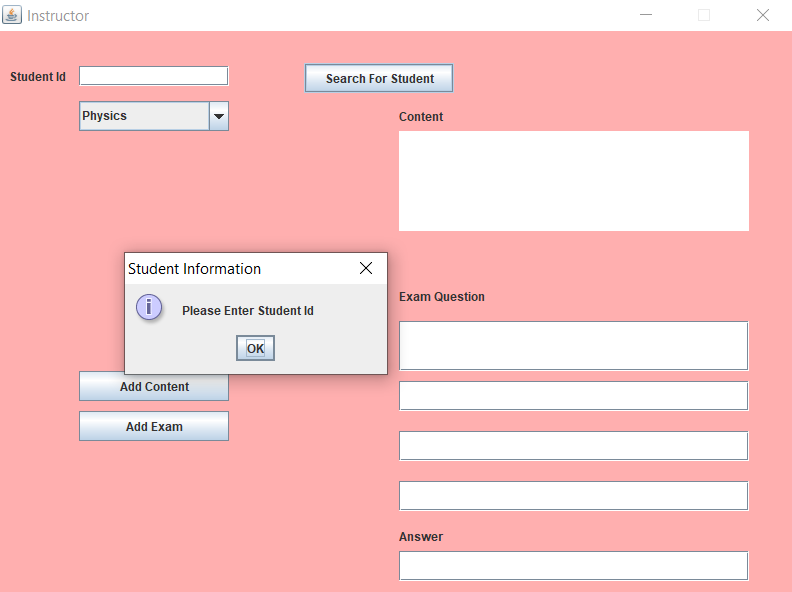 Instructor
Student Id
Search For Student
Physics
Content
Student Information
Please Enter Student Id
OK
Exam Question
Add Content
Add Exam
Answer